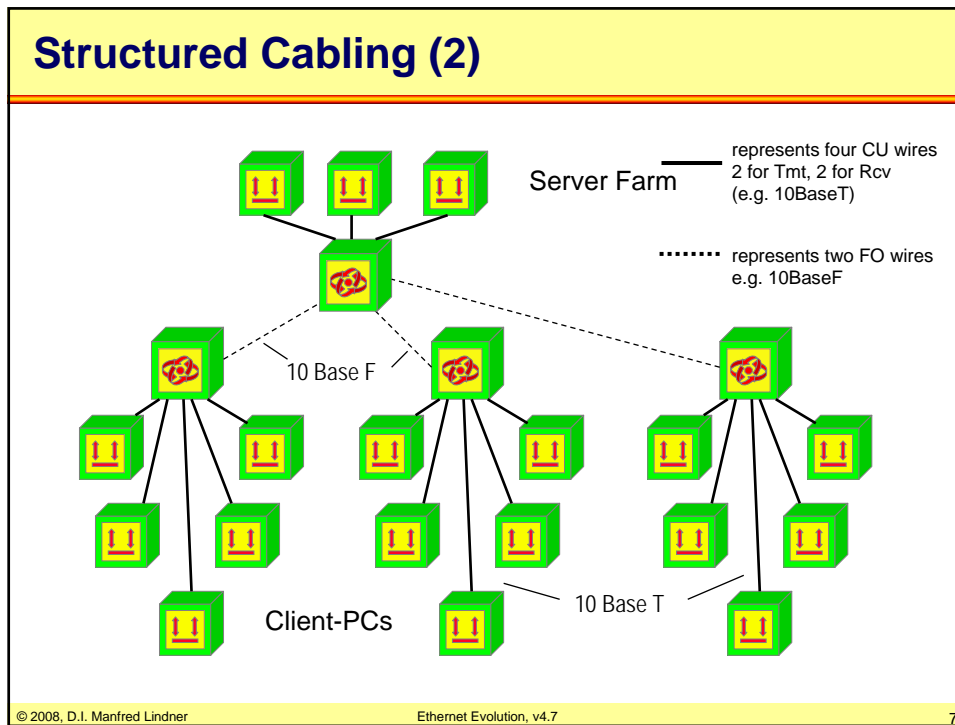 Structured Cabling (2)
Server Farm
represents four CU wires
2 for Tmt, 2 for Rcv
(e.g. 10BaseT)
represents two FO wires
e.g. 10BaseF
10 Base F
10 Base T
Client-PCs
© 2008, D.I. Manfred Lindner
Ethernet Evolution, v4.7
7